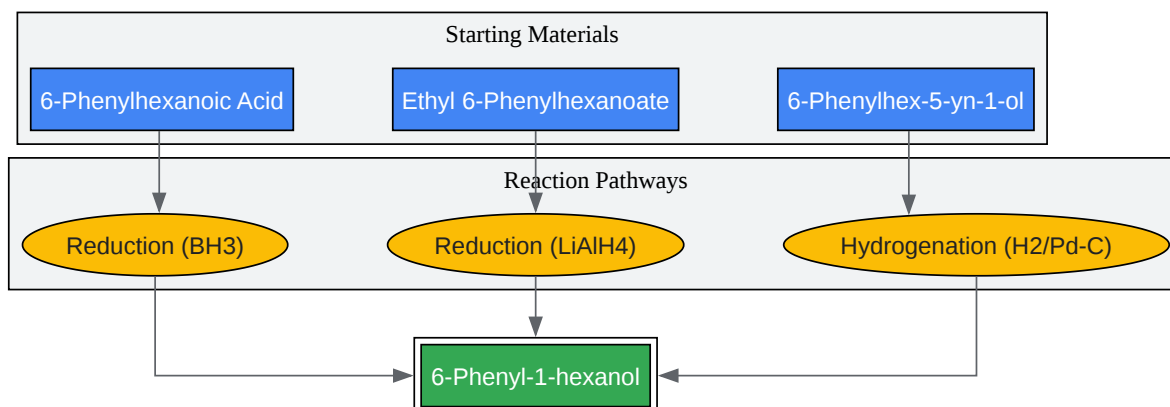 Starting Materials
6-Phenylhexanoic Acid
Ethyl 6-Phenylhexanoate
6-Phenylhex-5-yn-1-ol
Reaction Pathways
Reduction (BH3)
Reduction (LiAlH4)
Hydrogenation (H2/Pd-C)
6-Phenyl-1-hexanol